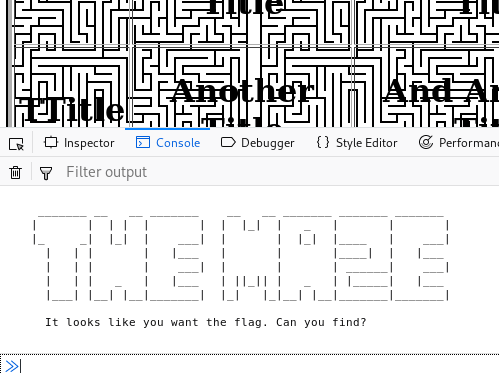 Title
Another
And
TTitle
Title
Inspector Console Debugger Style Editor Performan
Filter output
THE MAZE
It looks like you want the flag. Can you find?
»